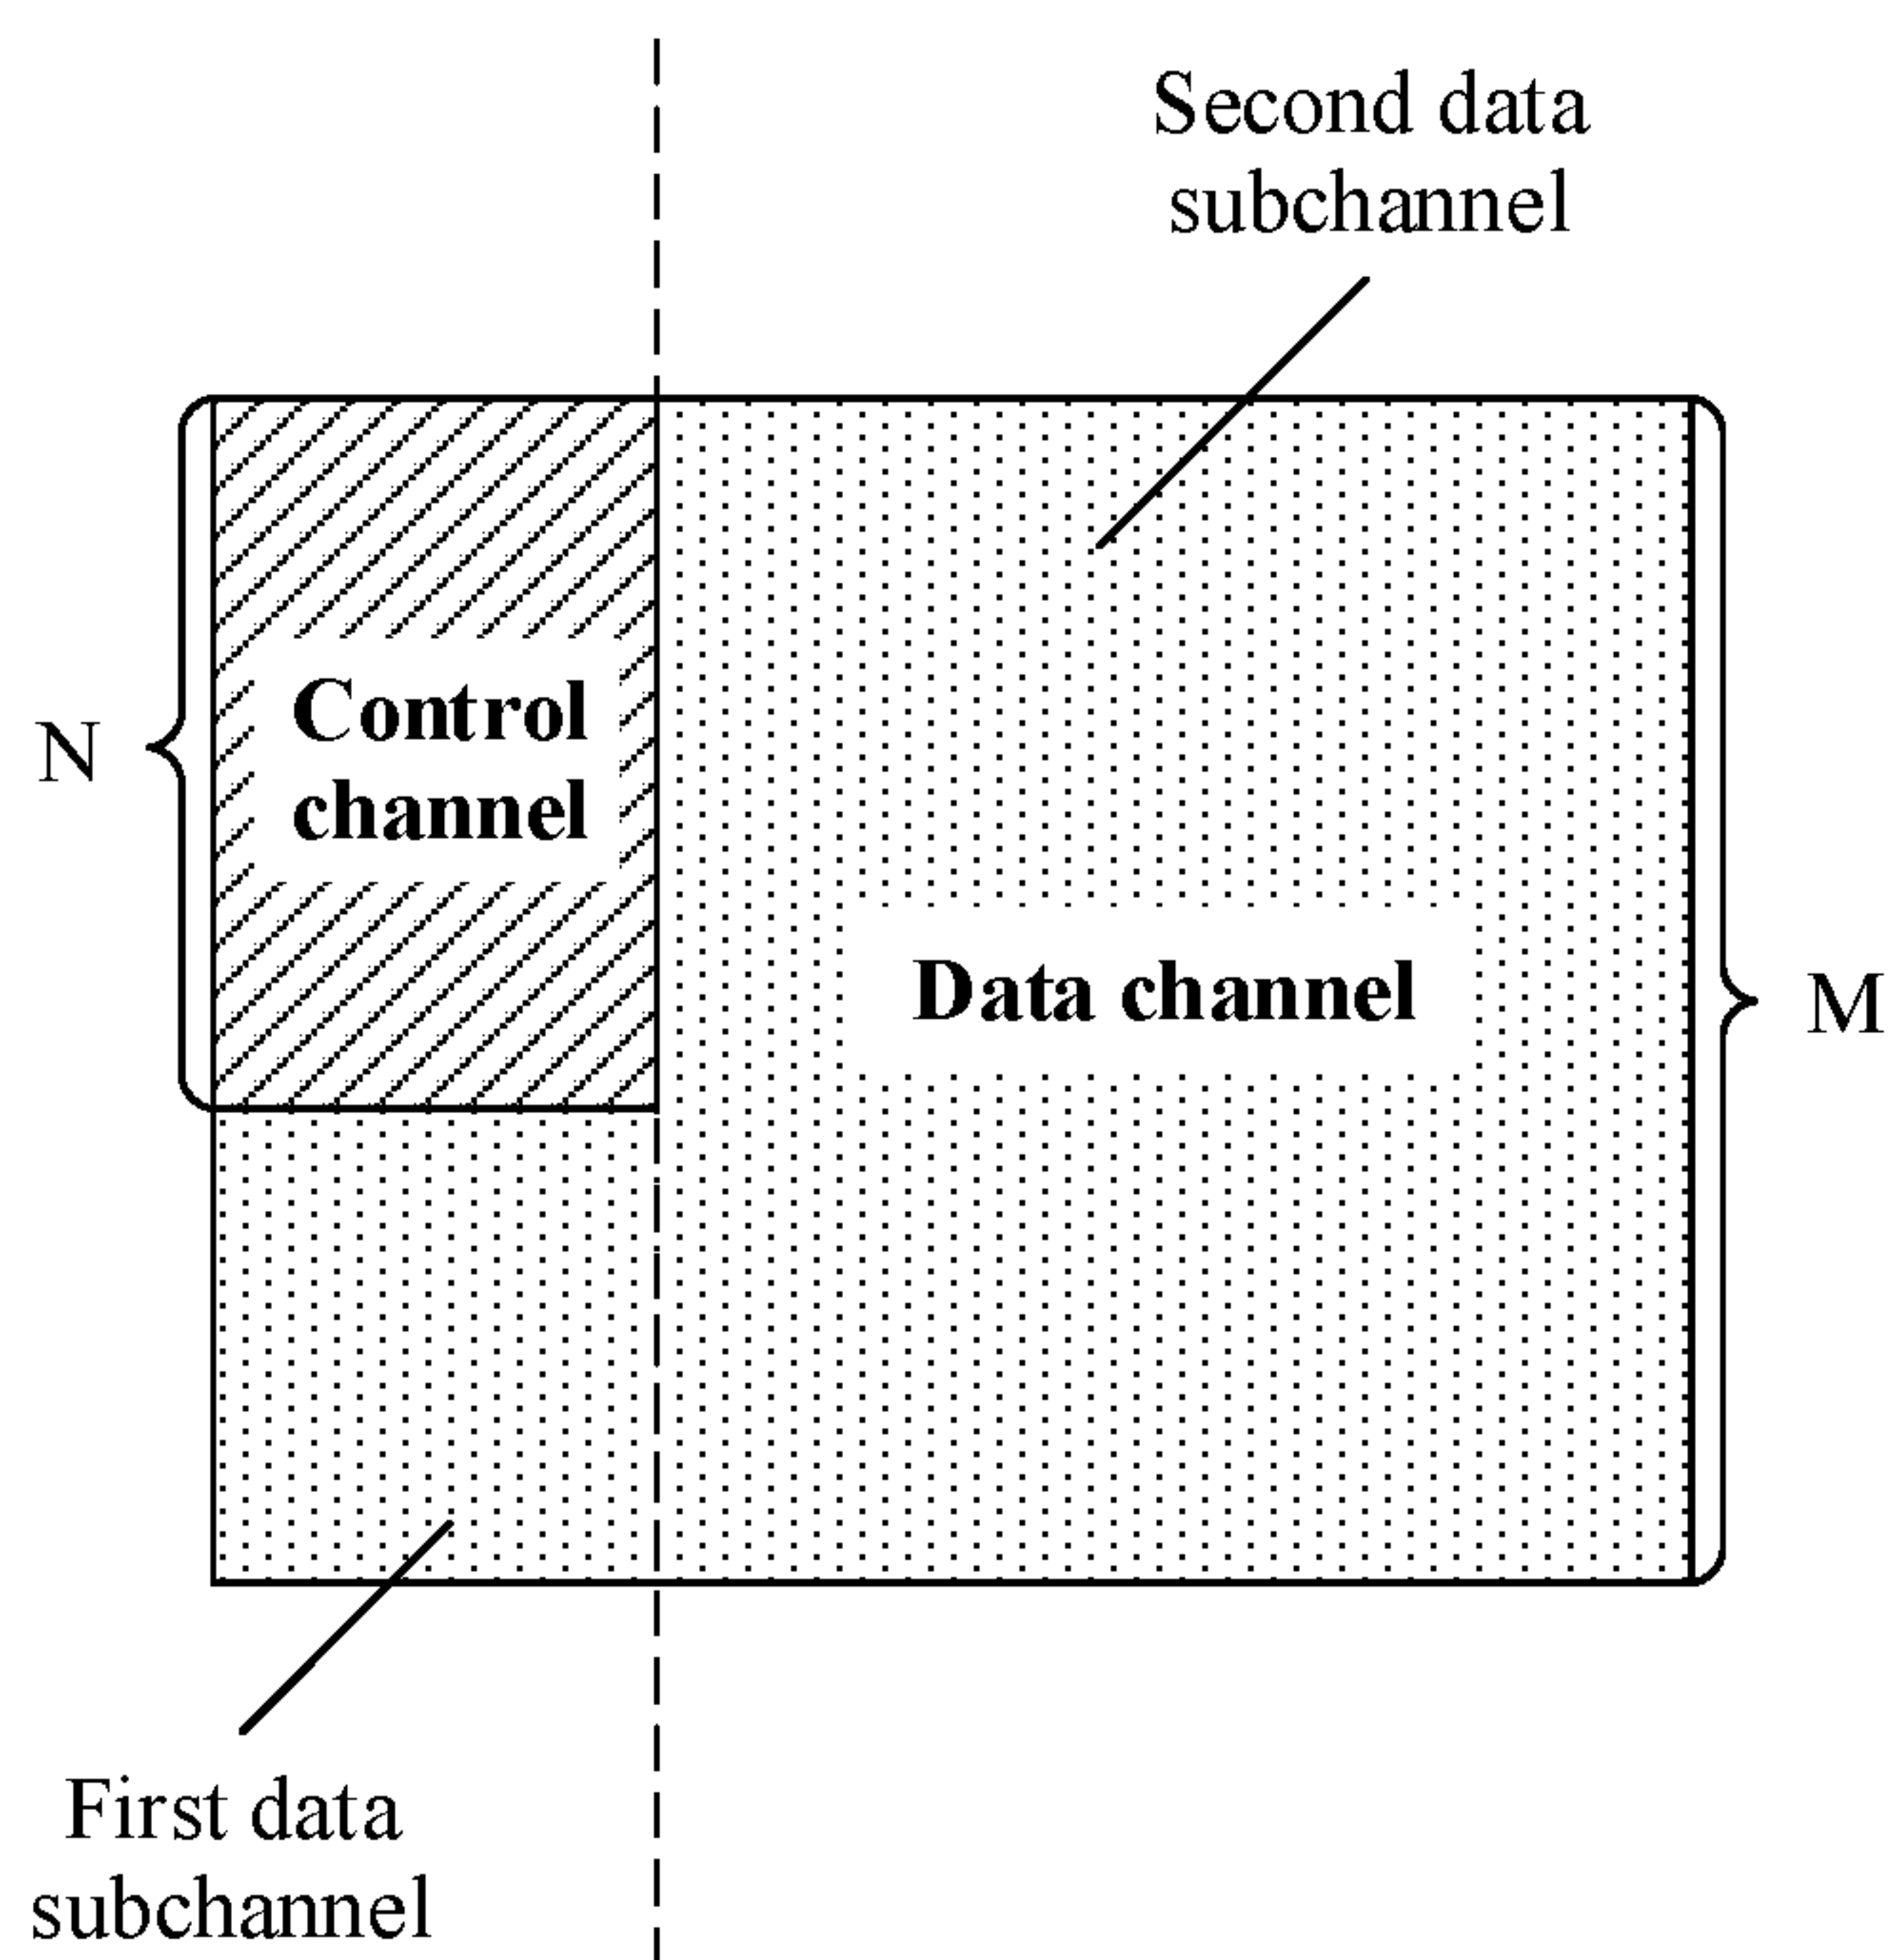 Second data
subchannel
Control
channel
N
Data channel
M
First data
subchannel